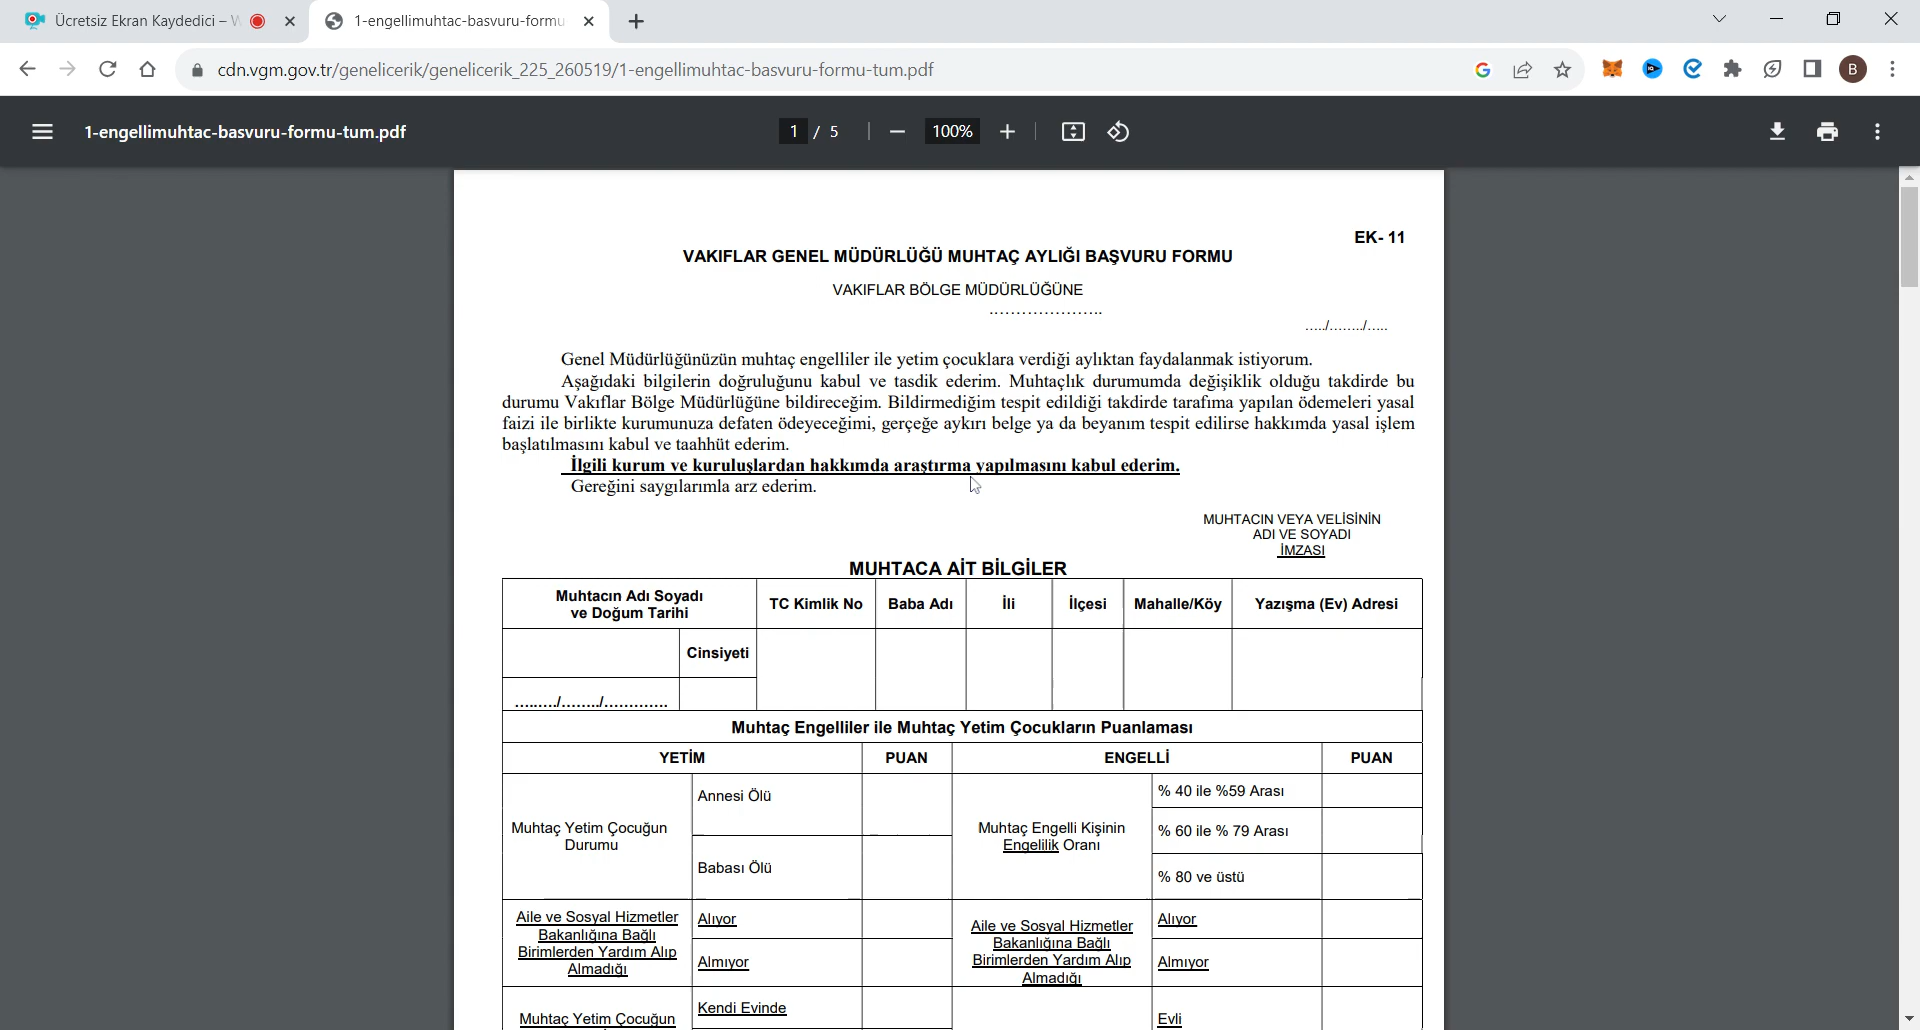 Ücretsiz Ekran Kaydedici –
1-engellimuhtac-basvuru-formu
cdn.vgm.gov.tr/genelicerik/genelicerik_225_260519/1-engellimuhtac-basvuru-formu-tum.pdf
B
1-engellimuhtac-basvuru-formu-tum.pdf
1 / 5
100%
EK- 11
VAKIFLAR GENEL MÜDÜRLÜĞÜ MUHTAÇ AYLIĞI BAŞVURU FORMU
VAKIFLAR BÖLGE MÜDÜRLÜĞÜNE
………………….
…../……../…..
Genel Müdürlüğünüzün muhtaç engelliler ile yetim çocuklara verdiği aylıktan faydalanmak istiyorum.
Aşağıdaki bilgilerin doğruluğunu kabul ve tasdik ederim. Muhtaçlık durumumda değişiklik olduğu takdirde bu
durumu Vakıflar Bölge Müdürlüğüne bildireceğim. Bildirmediğim tespit edildiği takdirde tarafıma yapılan ödemeleri yasal
faizi ile birlikte kurumunuza defaten ödeyeceğimi, gerçeğe aykırı belge ya da beyanım tespit edilirse hakkımda yasal işlem
başlatılmasını kabul ve taahhüt ederim.
İlgili kurum ve kuruluşlardan hakkımda araştırma yapılmasını kabul ederim.
Gereğini saygılarımla arz ederim.
MUHTACIN VEYA VELİSİNİN
ADI VE SOYADI
İMZASI
MUHTACA AİT BİLGİLER
Muhtacın Adı Soyadı
ve Doğum Tarihi
TC Kimlik No
Baba Adı
İli
İlçesi
Mahalle/Köy
Yazışma (Ev) Adresi
Cinsiyeti
………/……../………….
Muhtaç Engelliler ile Muhtaç Yetim Çocukların Puanlaması
YETİM
PUAN
ENGELLİ
PUAN
Muhtaç Yetim Çocuğun
Durumu
Annesi Ölü
Babası Ölü
Muhtaç Engelli Kişinin
Engelilik Oranı
% 40 ile %59 Arası
% 60 ile % 79 Arası
% 80 ve üstü
Aile ve Sosyal Hizmetler
Bakanlığına Bağlı
Birimlerden Yardım Alıp
Almadığı
Alıyor
Almıyor
Aile ve Sosyal Hizmetler
Bakanlığına Bağlı
Birimlerden Yardım Alıp
Almadığı
Alıyor
Almıyor
Muhtaç Yetim Çocuğun
Kendi Evinde
Evli